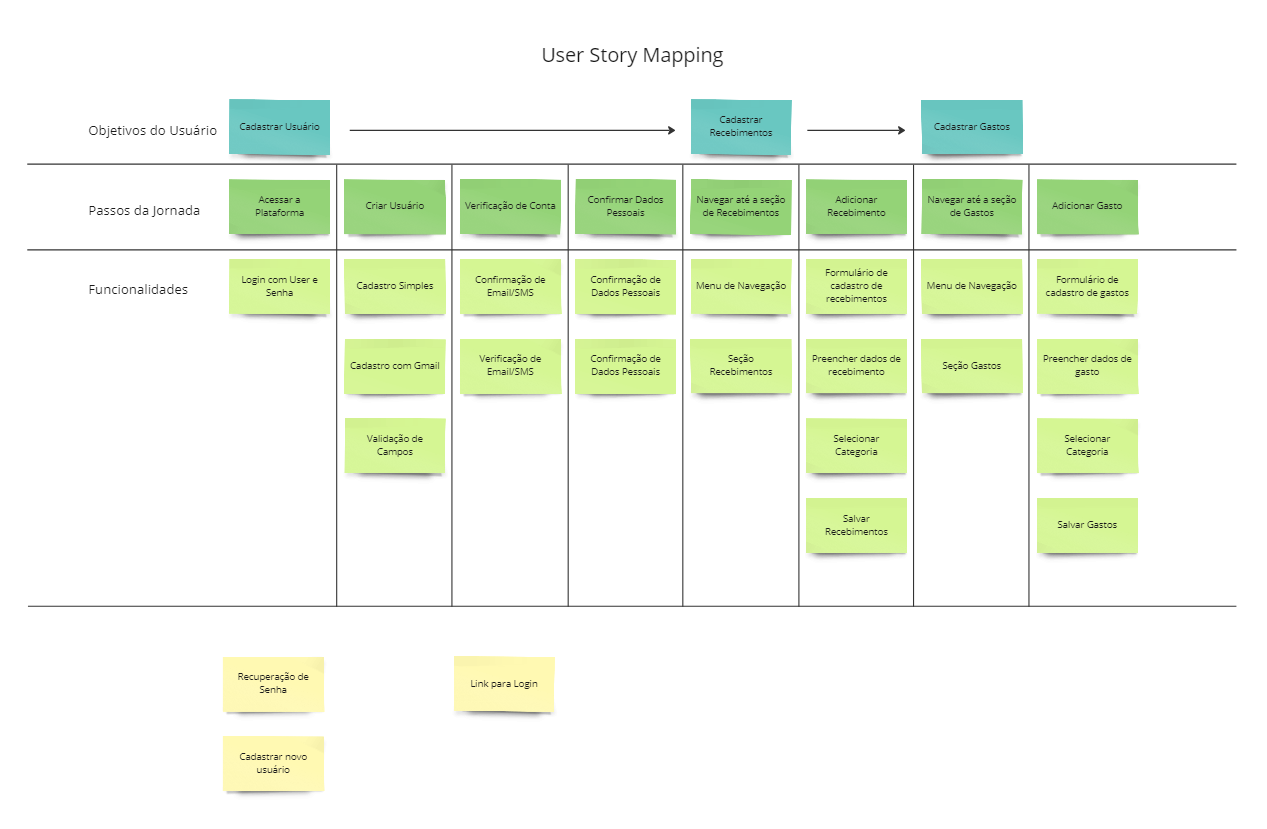 User Story Mapping
Objetivos do Usuário
Cadastrar Usuário
Cadastrar
Recebimentos
Cadastrar Gastos
Passos da Jornada
Acessar a
Plataforma
Criar Usuário
Verificação de Conta
Confirmar Dados
Pessoais
Navegar até a seção
de Recebimentos
Adicionar
Recebimento
Navegar até a seção
de Gastos
Adicionar Gasto
Funcionalidades
Login com User e
Senha
Cadastro Simples
Confirmação de
Email/SMS
Confirmação de
Dados Pessoais
Menu de Navegação
Formulário de
cadastro de
recebimentos
Menu de Navegação
Formulário de
cadastro de gastos
Cadastro com Gmail
Verificação de
Email/SMS
Confirmação de
Dados Pessoais
Seção
Recebimentos
Preencher dados de
recebimento
Seção Gastos
Preencher dados de
gasto
Validação de
Campos
Selecionar
Categoria
Selecionar
Categoria
Salvar
Recebimentos
Salvar Gastos
Recuperação de
Senha
Link para Login
Cadastrar novo
usuário